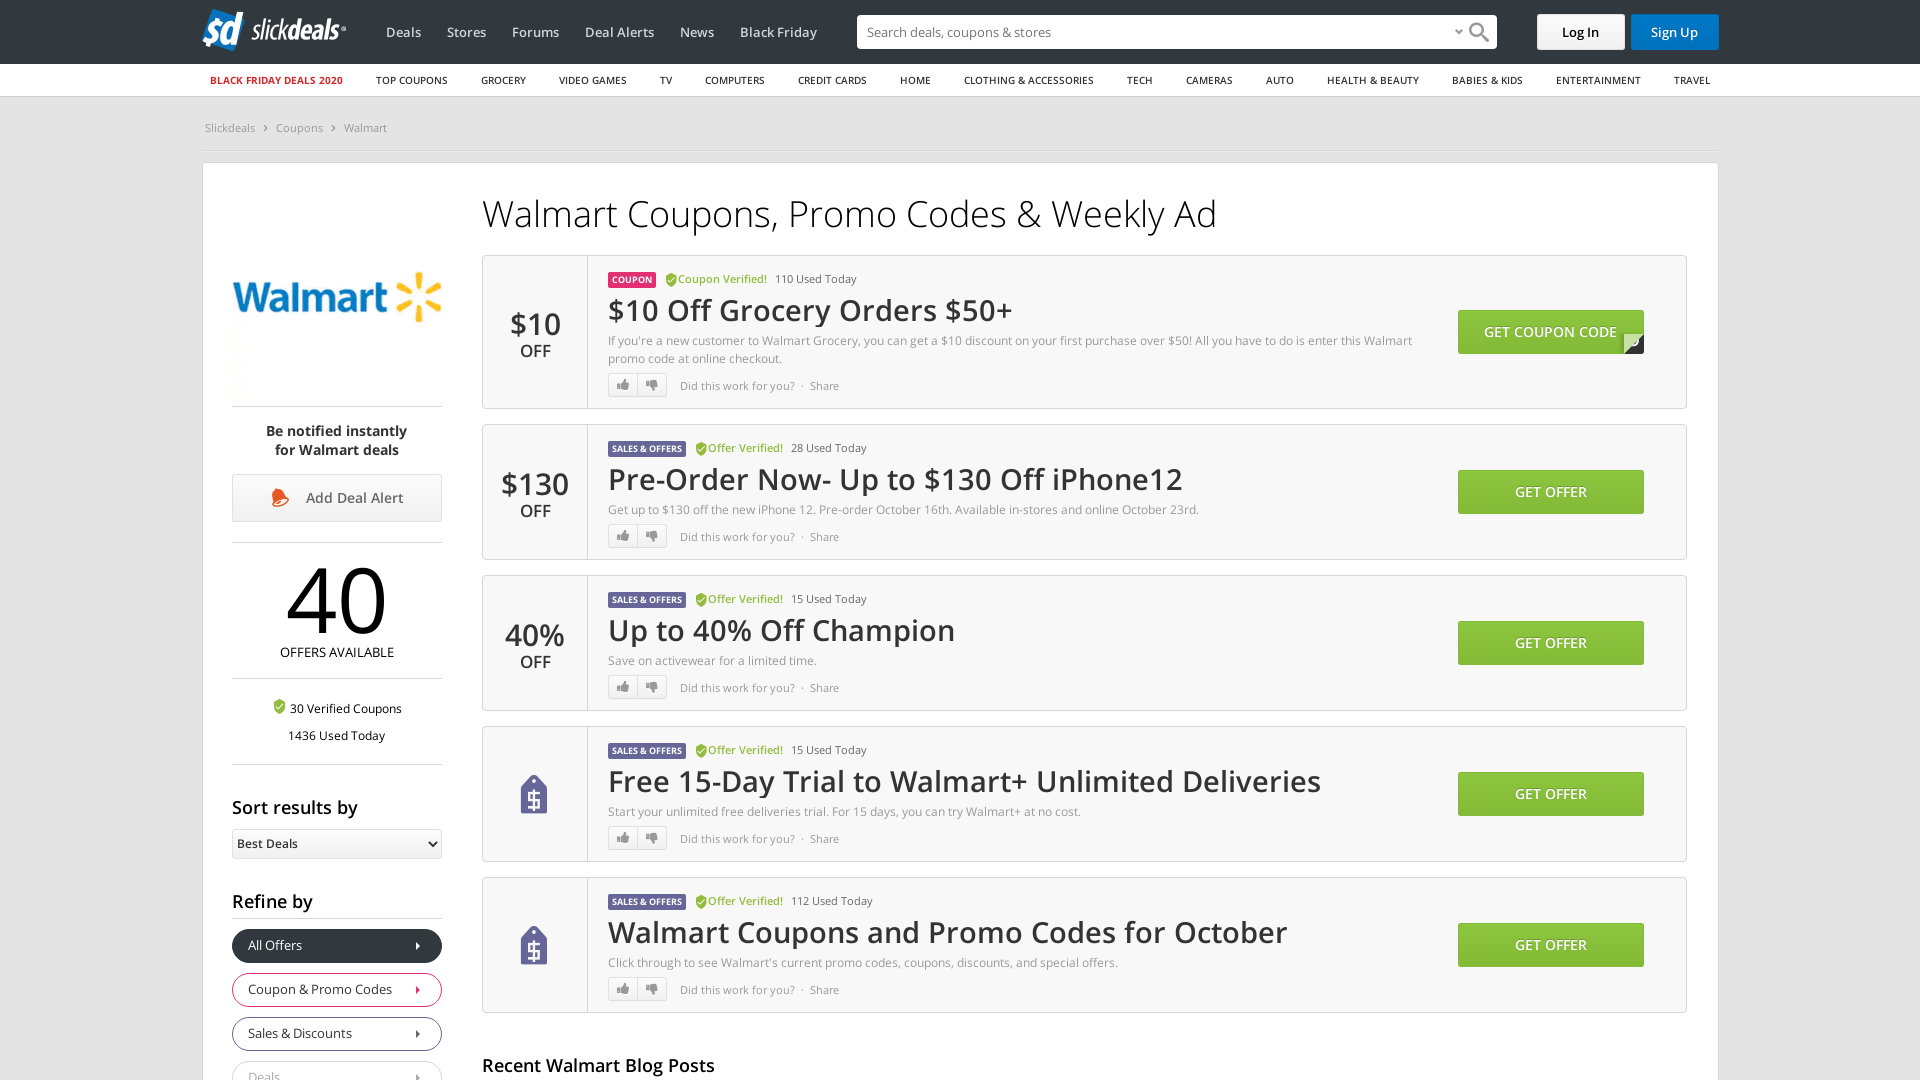 sd slickdeals
Deals
Stores
Forums
Deal Alerts
News
Black Friday
Search deals, coupons & stores
Log In
Sign Up
BLACK FRIDAY DEALS 2020
TOP COUPONS
GROCERY
VIDEO GAMES
TV
COMPUTERS
CREDIT CARDS
HOME
CLOTHING & ACCESSORIES
TECH
CAMERAS
AUTO
HEALTH & BEAUTY
BABIES & KIDS
ENTERTAINMENT
TRAVEL
Slickdeals > Coupons > Walmart
Walmart
Be notified instantly
for Walmart deals
Add Deal Alert
40
OFFERS AVAILABLE
30 Verified Coupons
1436 Used Today
Sort results by
Best Deals
Refine by
All Offers
Coupon & Promo Codes
Sales & Discounts
Deals
Walmart Coupons, Promo Codes & Weekly Ad
$10
OFF
COUPON Coupon Verified! 110 Used Today
$10 Off Grocery Orders $50+
If you're a new customer to Walmart Grocery, you can get a $10 discount on your first purchase over $50! All you have to do is enter this Walmart
promo code at online checkout.
Did this work for you? · Share
GET COUPON CODE
$130
OFF
SALES & OFFERS Offer Verified! 28 Used Today
Pre-Order Now- Up to $130 Off iPhone12
Get up to $130 off the new iPhone 12. Pre-order October 16th. Available in-stores and online October 23rd.
Did this work for you? · Share
GET OFFER
40%
OFF
SALES & OFFERS Offer Verified! 15 Used Today
Up to 40% Off Champion
Save on activewear for a limited time.
Did this work for you? · Share
GET OFFER
SALES & OFFERS Offer Verified! 15 Used Today
Free 15-Day Trial to Walmart+ Unlimited Deliveries
Start your unlimited free deliveries trial. For 15 days, you can try Walmart+ at no cost.
Did this work for you? · Share
GET OFFER
SALES & OFFERS Offer Verified! 112 Used Today
Walmart Coupons and Promo Codes for October
Click through to see Walmart's current promo codes, coupons, discounts, and special offers.
Did this work for you? · Share
GET OFFER
Recent Walmart Blog Posts